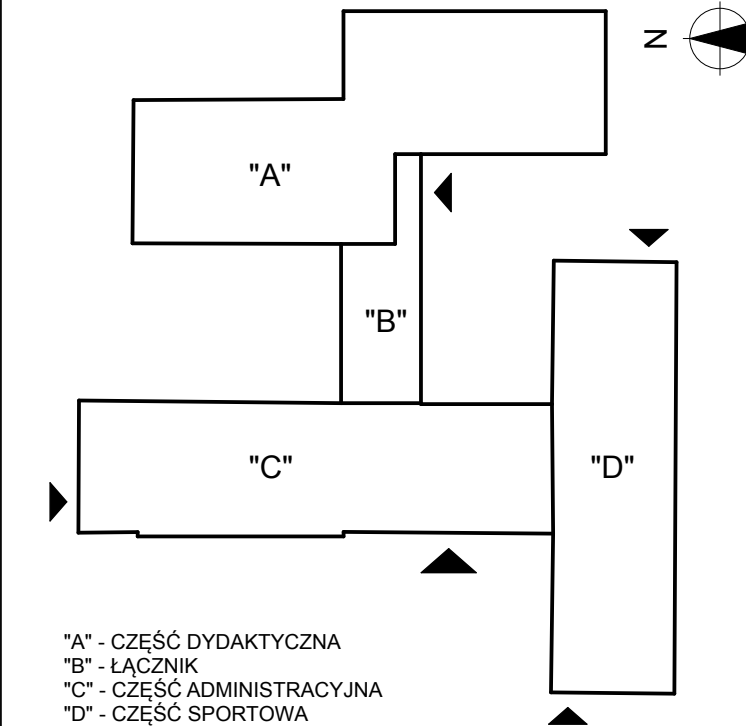 N
"A"
"B"
"C"
"D"
"A" - CZĘŚĆ DYDAKTYCZNA
"B" - ŁĄCZNIK
"C" - CZĘŚĆ ADMINISTRACYJNA
"D" - CZĘŚĆ SPORTOWA